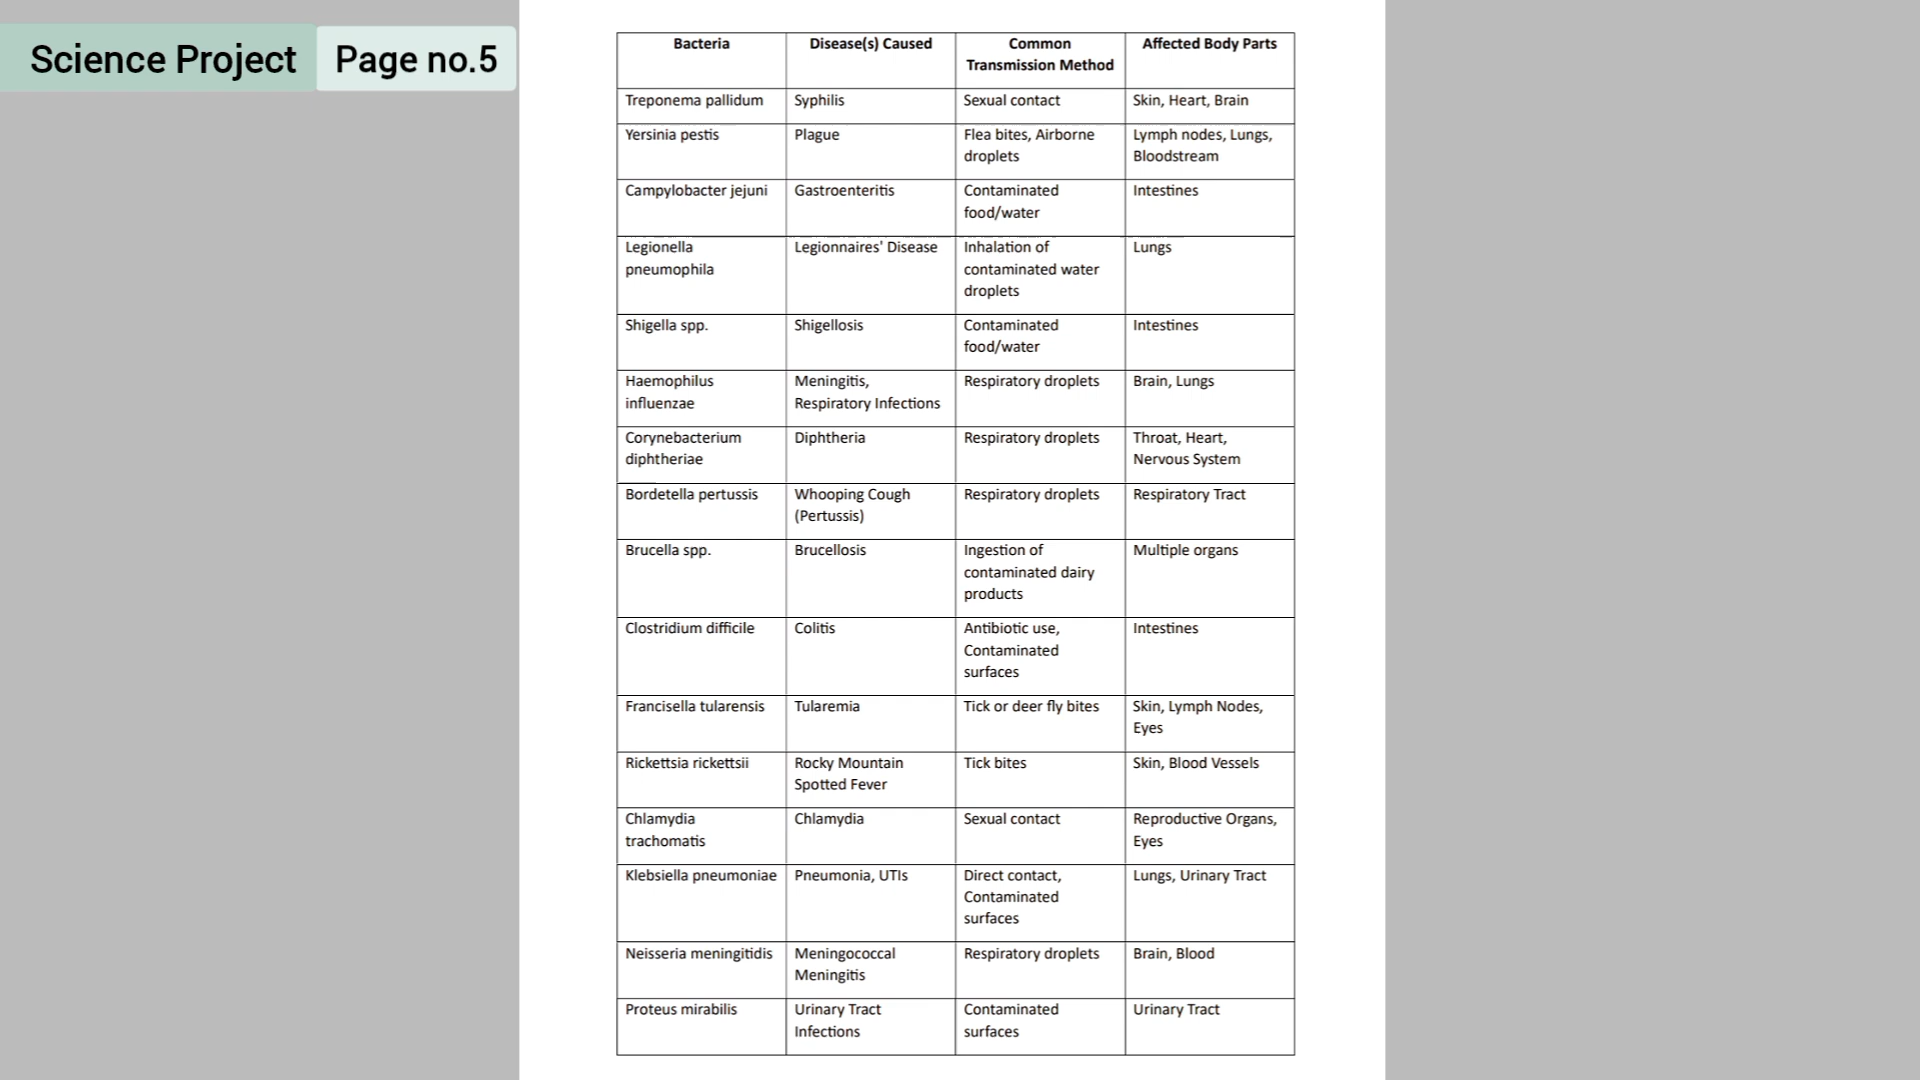 Science Project Page no.5
Bacteria Disease(s) Caused Common Affected Body Parts
Transmission Method
Treponema pallidum Syphilis Sexual contact Skin, Heart, Brain
Yersinia pestis Plague Flea bites, Airborne Lymph nodes, Lungs,
droplets Bloodstream
Campylobacter jejuni Gastroenteritis Contaminated Intestines
food/water
Legionella Legionnaires' Disease Inhalation of Lungs
pneumophila contaminated water
droplets
Shigella spp. Shigellosis Contaminated Intestines
food/water
Haemophilus Meningitis, Respiratory droplets Brain, Lungs
influenzae Respiratory Infections
Corynebacterium Diphtheria Respiratory droplets Throat, Heart,
diphtheriae Nervous System
Bordetella pertussis Whooping Cough Respiratory droplets Respiratory Tract
(Pertussis)
Brucella spp. Brucellosis Ingestion of Multiple organs
contaminated dairy
products
Clostridium difficile Colitis Antibiotic use, Intestines
Contaminated
surfaces
Francisella tularensis Tularemia Tick or deer fly bites Skin, Lymph Nodes,
Eyes
Rickettsia rickettsii Rocky Mountain Tick bites Skin, Blood Vessels
Spotted Fever
Chlamydia Chlamydia Sexual contact Reproductive Organs,
trachomatis Eyes
Klebsiella pneumoniae Pneumonia, UTIs Direct contact, Lungs, Urinary Tract
Contaminated
surfaces
Neisseria meningitidis Meningococcal Respiratory droplets Brain, Blood
Meningitis
Proteus mirabilis Urinary Tract Contaminated Urinary Tract
Infections surfaces